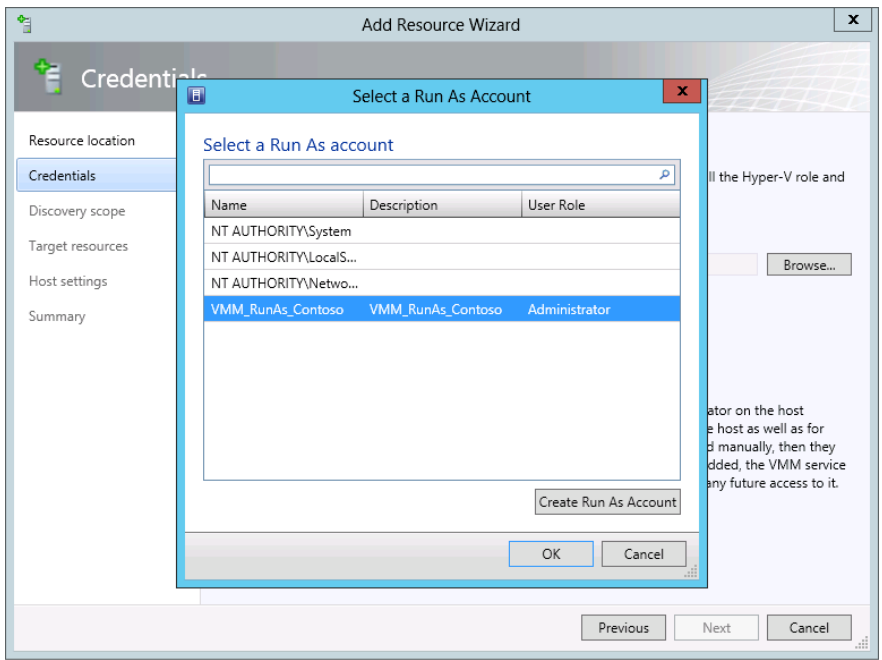 Add Resource Wizard
x
Credentials
Select a Run As Account
x
Resource location
Credentials
Discovery scope
Target resources
Host settings
Summary
Select a Run As account
Name Description User Role
NT AUTHORITY\System
NT AUTHORITY\LocalS...
NT AUTHORITY\Netwo...
VMM_RunAs_Contoso VMM_RunAs_Contoso Administrator
Create Run As Account
OK Cancel
ll the Hyper-V role and
Browse...
ator on the host
e host as well as for
d manually, then they
dded, the VMM service
any future access to it.
Previous Next Cancel